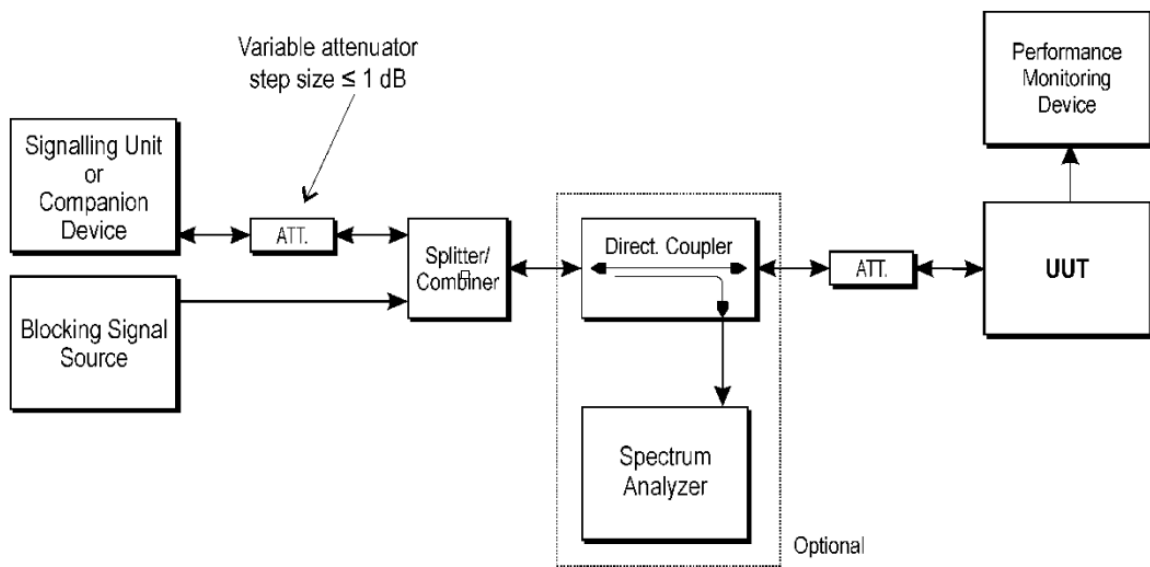 Variable attenuator
step size ≤ 1 dB
Performance
Monitoring
Device
Signalling Unit
or
Companion
Device
ATT.
Splitter/
Combiner
Direct. Coupler
ATT.
UUT
Blocking Signal
Source
Spectrum
Analyzer
Optional